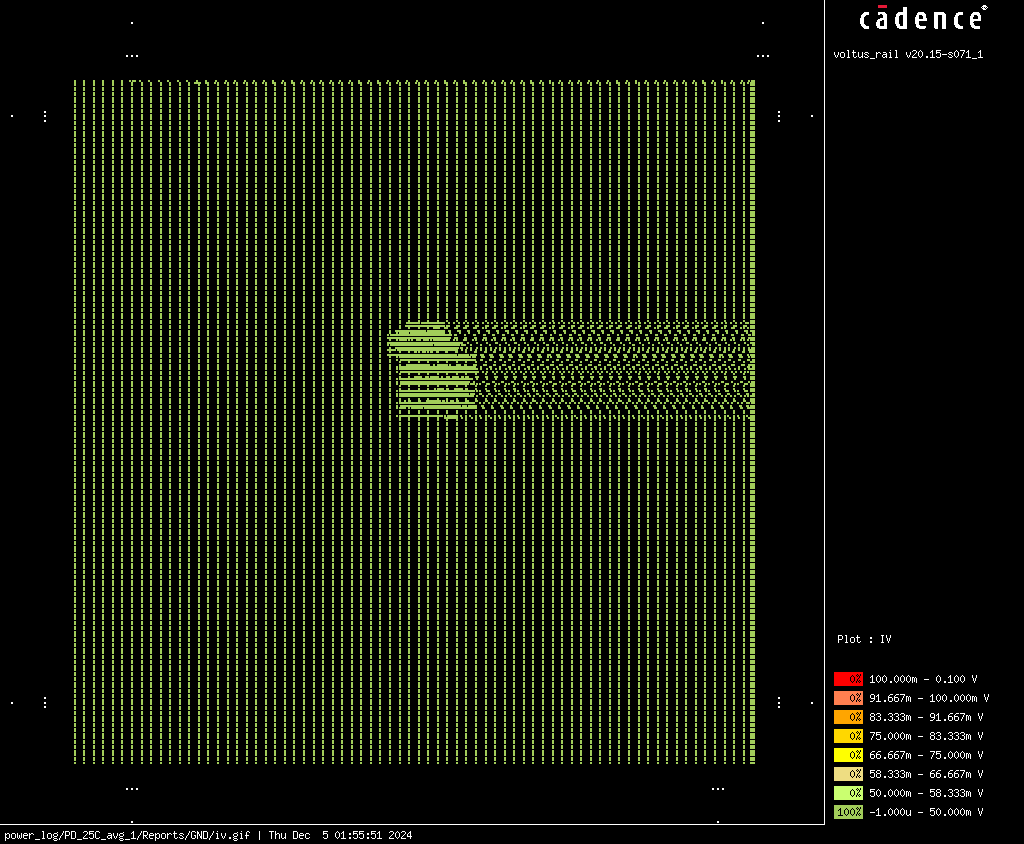 cādence®
voltus_rail v20.15-s071_1
Plot : IV
0% 100.000m - 0.100 V
0% 91.667m - 100.000m V
0% 83.333m - 91.667m V
0% 75.000m - 83.333m V
0% 66.667m - 75.000m V
0% 58.333m - 66.667m V
0% 50.000m - 58.333m V
100% -1.000u - 50.000m V
power_log/PD_25C_avg_1/Reports/GND/iv.gif | Thu Dec  5 01:55:51 2024